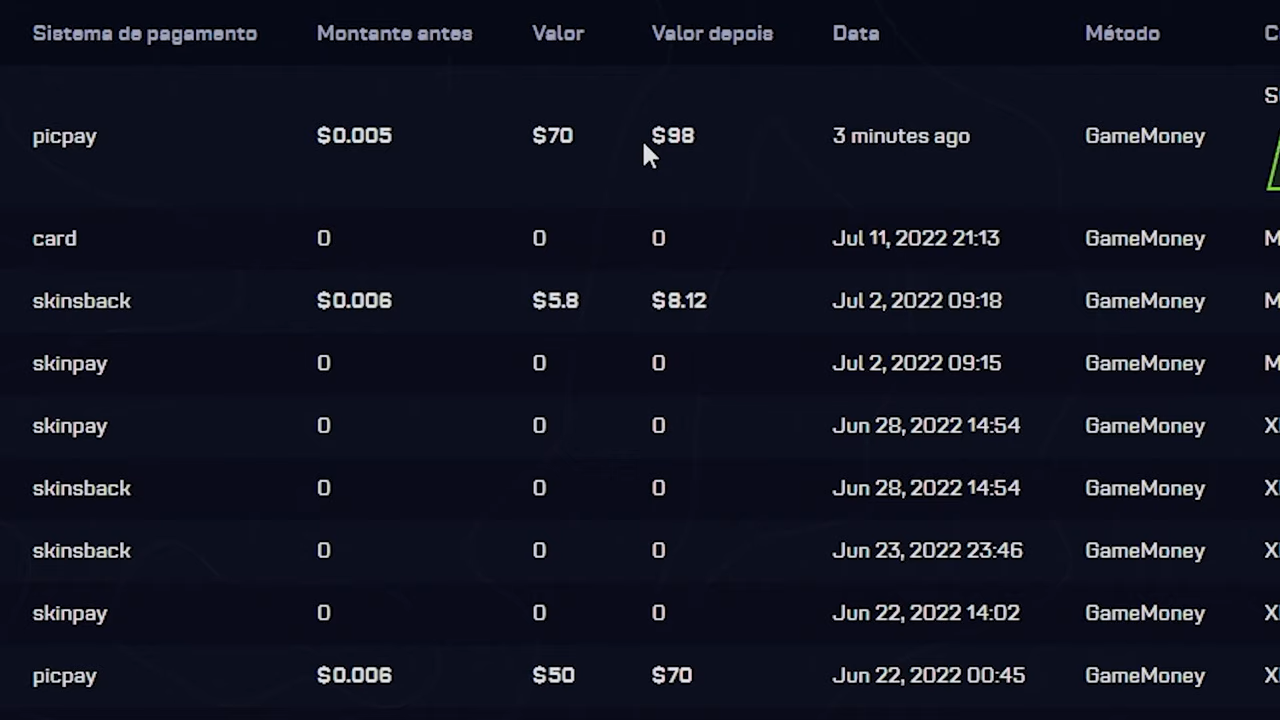 Sistema de pagamento Montante antes Valor Valor depois Data Método
picpay $0.005 $70 $98 3 minutes ago GameMoney
card 0 0 0 Jul 11, 2022 21:13 GameMoney
skinsback $0.006 $5.8 $8.12 Jul 2, 2022 09:18 GameMoney
skinpay 0 0 0 Jul 2, 2022 09:15 GameMoney
skinpay 0 0 0 Jun 28, 2022 14:54 GameMoney
skinsback 0 0 0 Jun 28, 2022 14:54 GameMoney
skinsback 0 0 0 Jun 23, 2022 23:46 GameMoney
skinpay 0 0 0 Jun 22, 2022 14:02 GameMoney
picpay $0.006 $50 $70 Jun 22, 2022 00:45 GameMoney